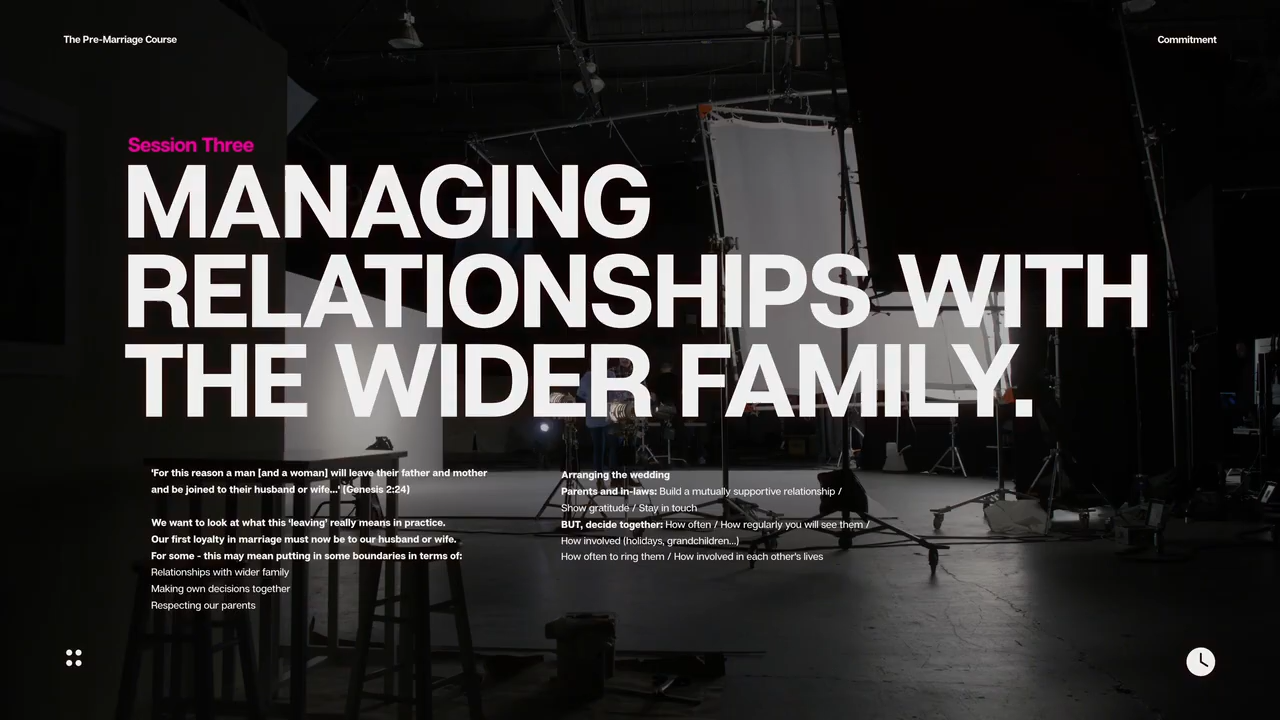 The Pre-Marriage Course
Commitment
Session Three
MANAGING
RELATIONSHIPS WITH
THE WIDER FAMILY.
'For this reason a man [and a woman] will leave their father and mother
and be joined to their husband or wife...' (Genesis 2:24)
We want to look at what this 'leaving' really means in practice.
Our first loyalty in marriage must now be to our husband or wife.
For some - this may mean putting in some boundaries in terms of:
Relationships with wider family
Making own decisions together
Respecting our parents
Arranging the wedding
Parents and in-laws: Build a mutually supportive relationship /
Show gratitude / Stay in touch
BUT, decide together: How often / How regularly you will see them /
How involved (holidays, grandchildren...)
How often to ring them / How involved in each other's lives